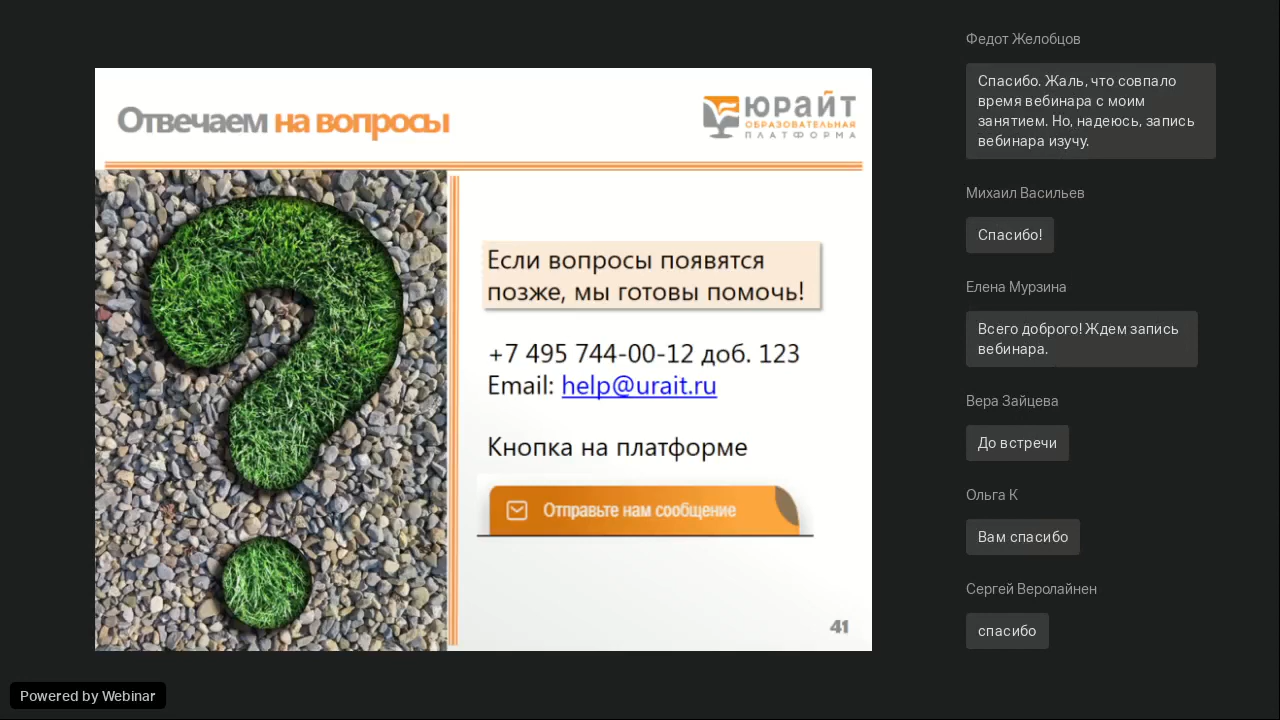 Отвечаем на вопросы
ЮРАЙТ
ОБРАЗОВАТЕЛЬНАЯ
ПЛАТФОРМА
Если вопросы появятся
позже, мы готовы помочь!
+7 495 744-00-12 доб. 123
Email: help@urait.ru
Кнопка на платформе
Отправьте нам сообщение
41
Федот Желобцов
Спасибо. Жаль, что совпало
время вебинара с моим
занятием. Но, надеюсь, запись
вебинара изучу.
Михаил Васильев
Спасибо!
Елена Мурзина
Всего доброго! Ждем запись
вебинара.
Вера Зайцева
До встречи
Ольга К
Вам спасибо
Сергей Веролайнен
спасибо
Powered by Webinar